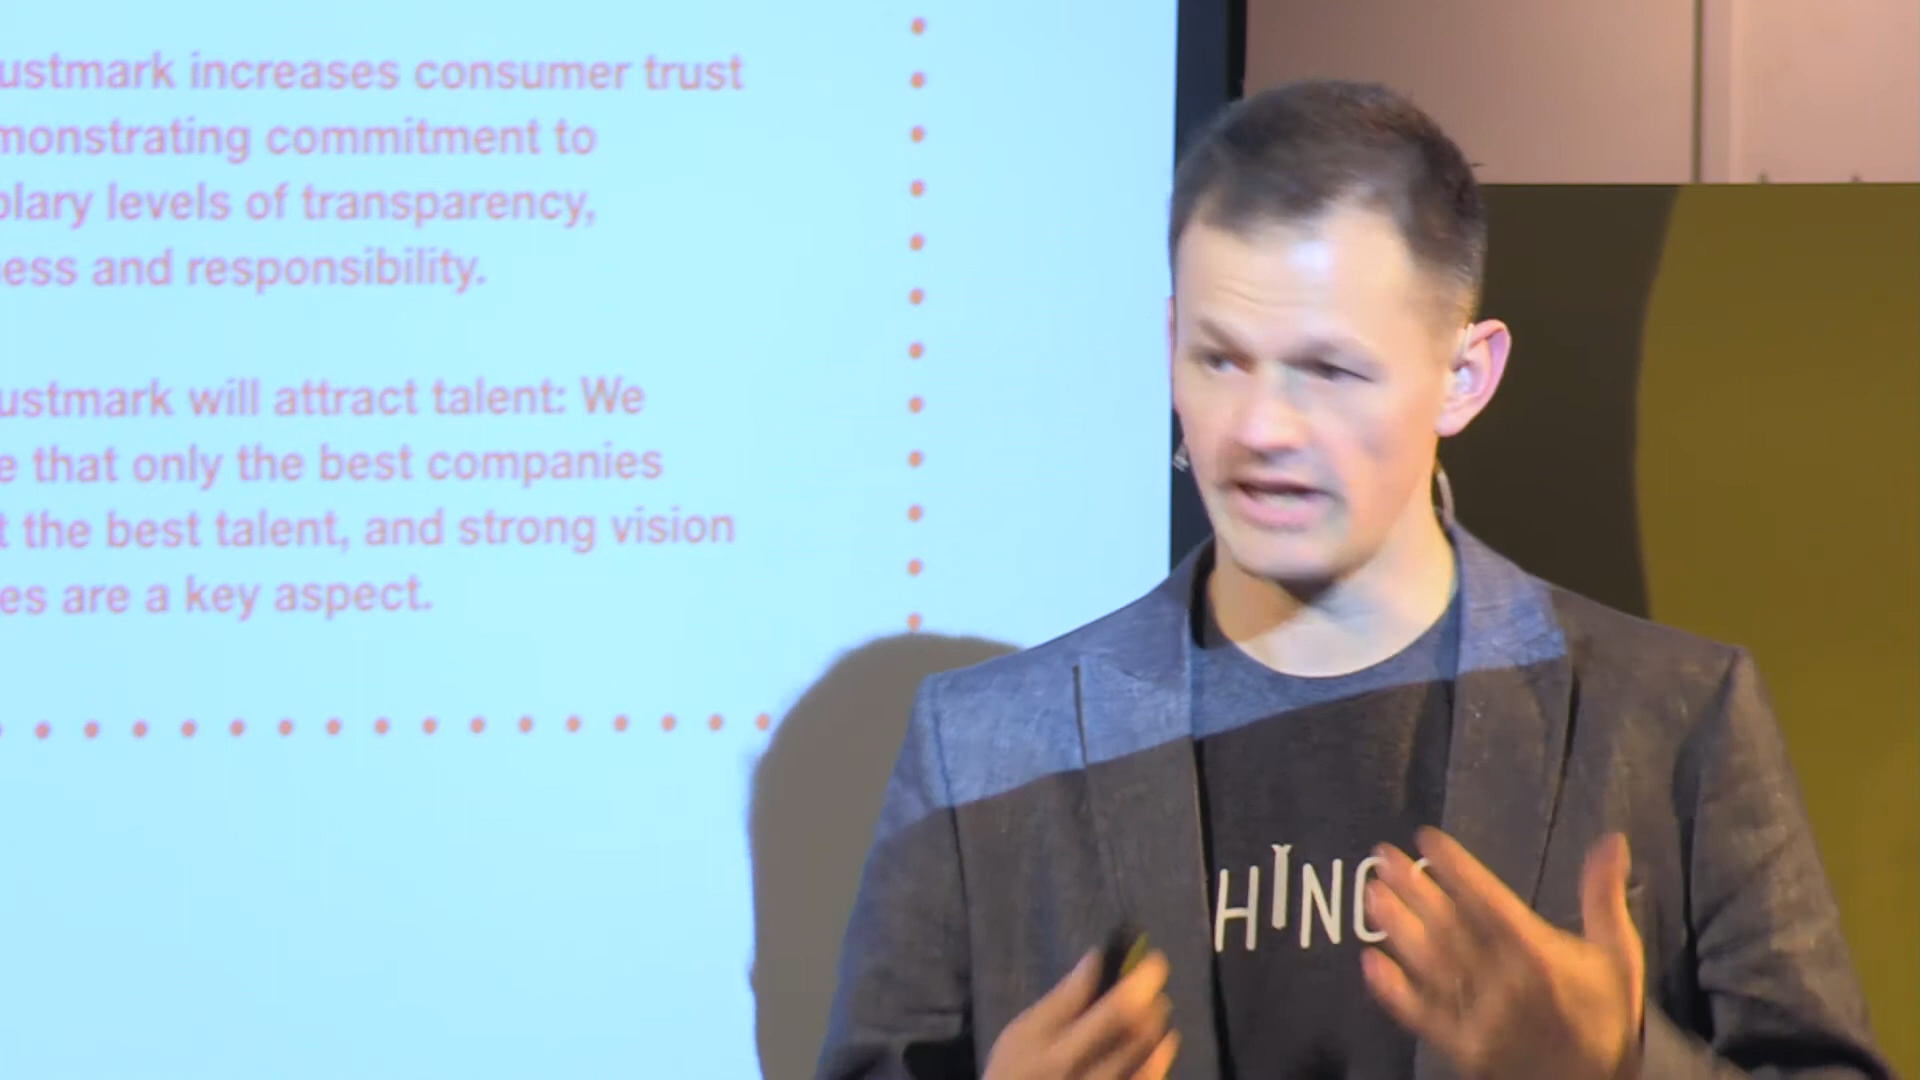 ustmark increases consumer trust
monstrating commitment to
plary levels of transparency,
ess and responsibility.
ustmark will attract talent: We
e that only the best companies
t the best talent, and strong vision
es are a key aspect.
HING